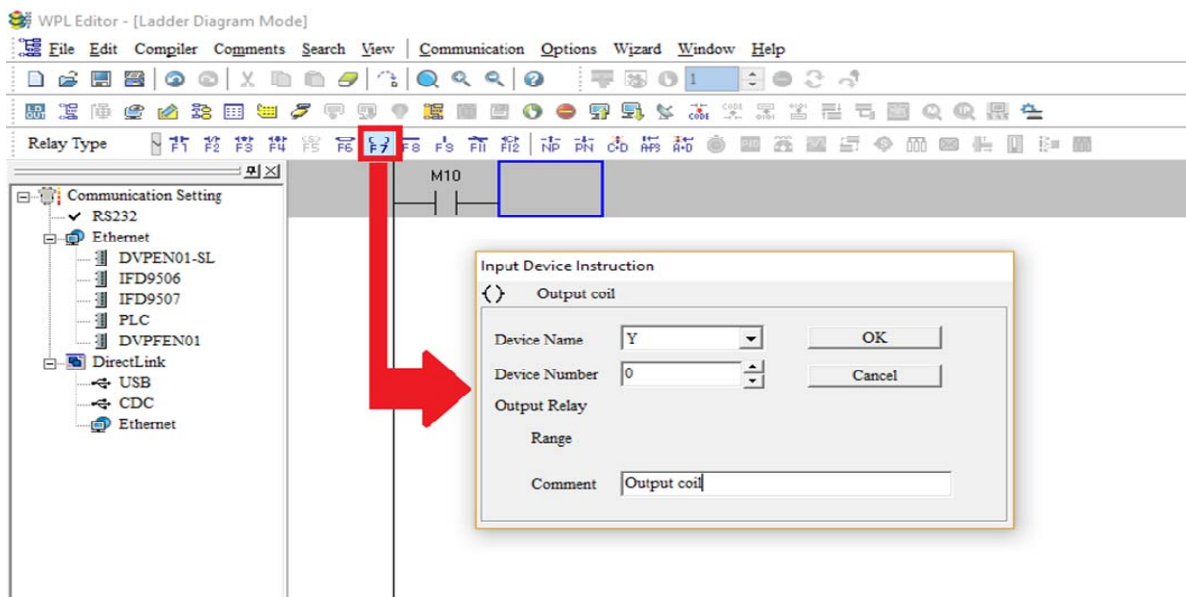 WPL Editor - [Ladder Diagram Mode]
File Edit Compiler Comments Search View Communication Options Wizard Window Help
1
CODE CODE
Relay Type F1 F2 F3 F4 F5 F6 F7 F8 F9 F11 F12 NP PN
M10
Communication Setting
RS232
Ethernet
DVPEN01-SL
IFD9506
IFD9507
PLC
DVPFEN01
DirectLink
USB
CDC
Ethernet
Input Device Instruction
Output coil
Device Name Y OK
Device Number 0 Cancel
Output Relay
Range
Comment Output coil